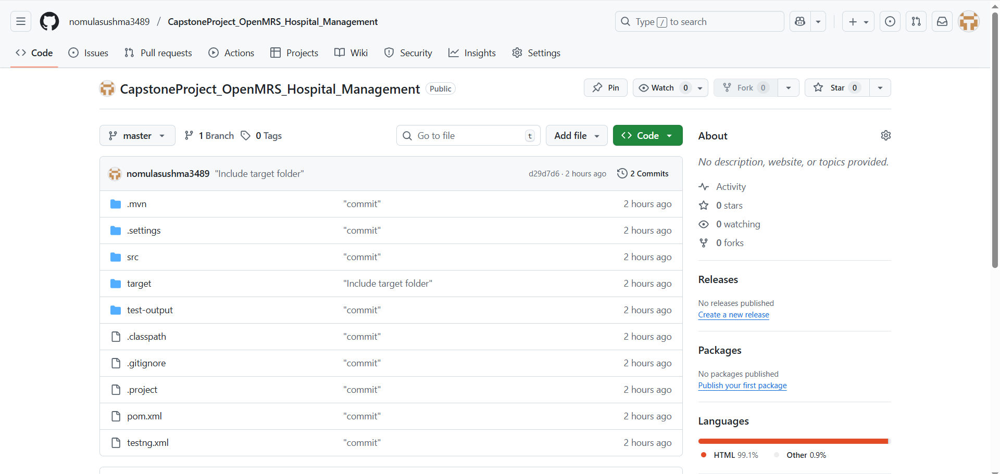 nomulasushma3489 / CapstoneProject_OpenMRS_Hospital_Management
Type / to search
Code Issues Pull requests Actions Projects Wiki Security Insights Settings
CapstoneProject_OpenMRS_Hospital_Management Public
Pin Watch 0 Fork 0 Star 0
master 1 Branch 0 Tags
Go to file t Add file Code
nomulasushma3489 "Include target folder" d29d7d6 · 2 hours ago 2 Commits
.mvn "commit" 2 hours ago
.settings "commit" 2 hours ago
src "commit" 2 hours ago
target "Include target folder" 2 hours ago
test-output "commit" 2 hours ago
.classpath "commit" 2 hours ago
.gitignore "commit" 2 hours ago
.project "commit" 2 hours ago
pom.xml "commit" 2 hours ago
testng.xml "commit" 2 hours ago
About
No description, website, or topics provided.
Activity
0 stars
0 watching
0 forks
Releases
No releases published
Create a new release
Packages
No packages published
Publish your first package
Languages
HTML 99.1% Other 0.9%